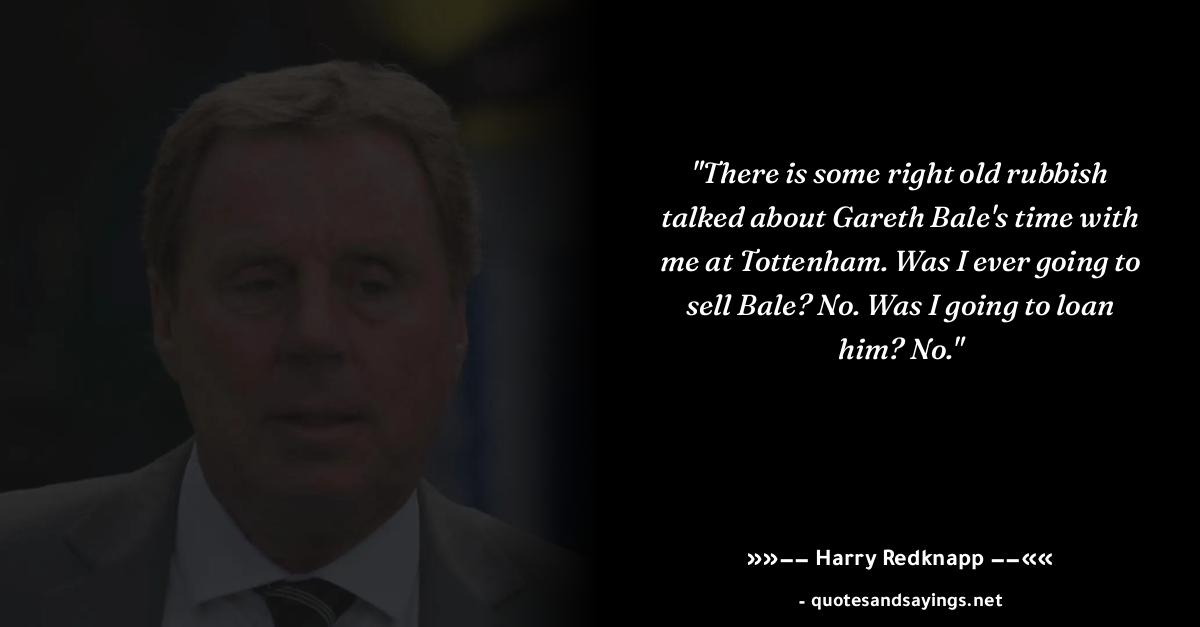 "There is some right old rubbish
talked about Gareth Bale's time with
me at Tottenham. Was I ever going to
sell Bale? No. Was I going to loan
him? No."
»»−− Harry Redknapp −−««
- quotesandsayings.net